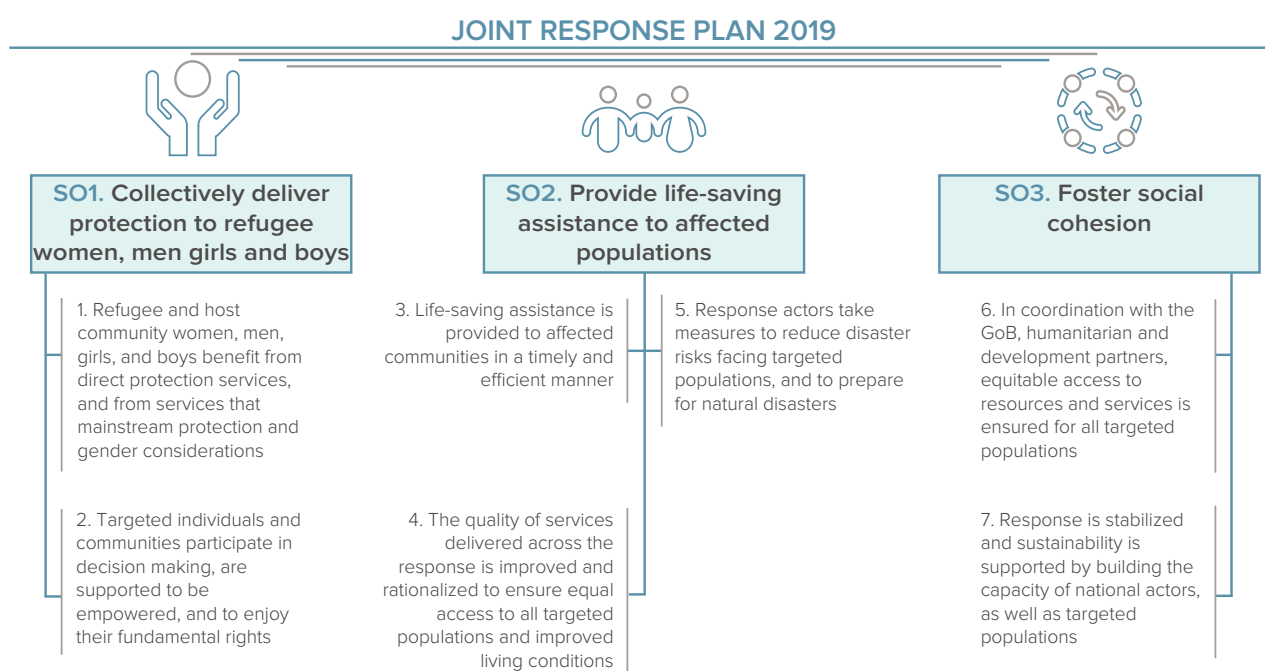 JOINT RESPONSE PLAN 2019
SO1. Collectively deliver
protection to refugee
women, men girls and boys
1. Refugee and host
community women, men,
girls, and boys benefit from
direct protection services,
and from services that
mainstream protection and
gender considerations
2. Targeted individuals and
communities participate in
decision making, are
supported to be
empowered, and to enjoy
their fundamental rights
SO2. Provide life-saving
assistance to affected
populations
3. Life-saving assistance is
provided to affected
communities in a timely and
efficient manner
4. The quality of services
delivered across the
response is improved and
rationalized to ensure equal
access to all targeted
populations and improved
living conditions
5. Response actors take
measures to reduce disaster
risks facing targeted
populations, and to prepare
for natural disasters
SO3. Foster social
cohesion
6. In coordination with the
GoB, humanitarian and
development partners,
equitable access to
resources and services is
ensured for all targeted
populations
7. Response is stabilized
and sustainability is
supported by building the
capacity of national actors,
as well as targeted
populations